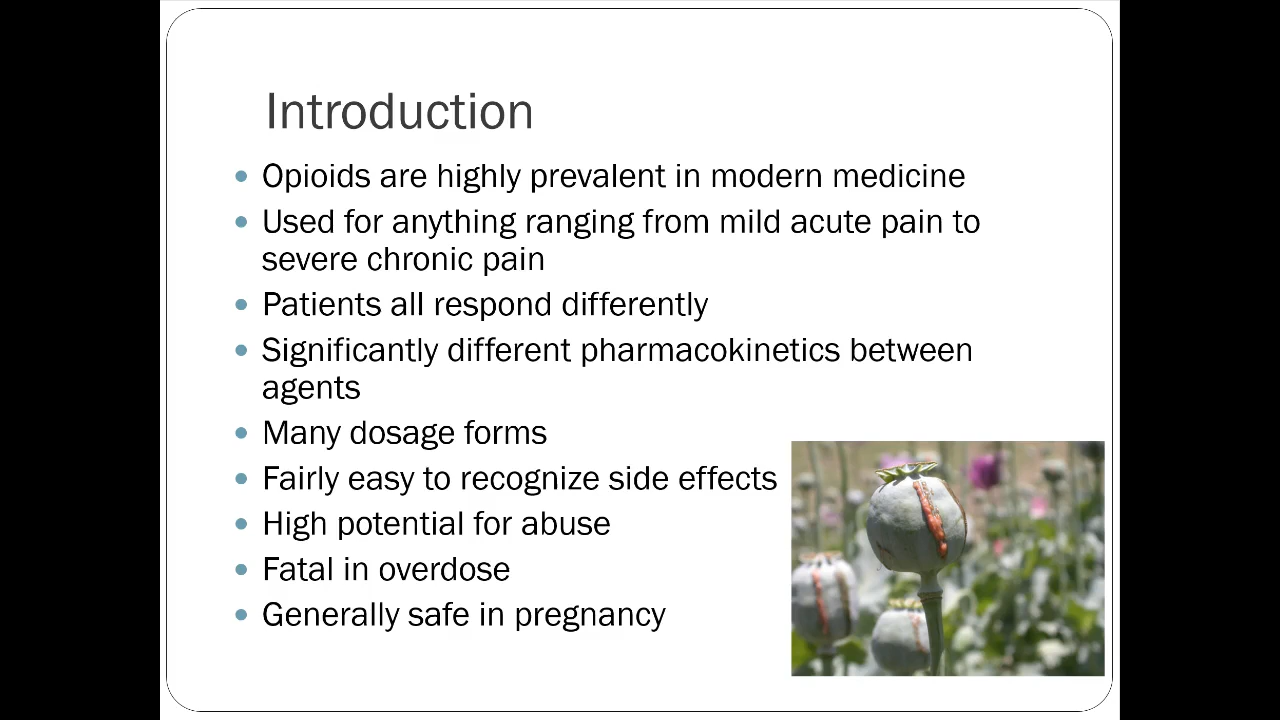 Introduction
Opioids are highly prevalent in modern medicine
Used for anything ranging from mild acute pain to
severe chronic pain
Patients all respond differently
Significantly different pharmacokinetics between
agents
Many dosage forms
Fairly easy to recognize side effects
High potential for abuse
Fatal in overdose
Generally safe in pregnancy